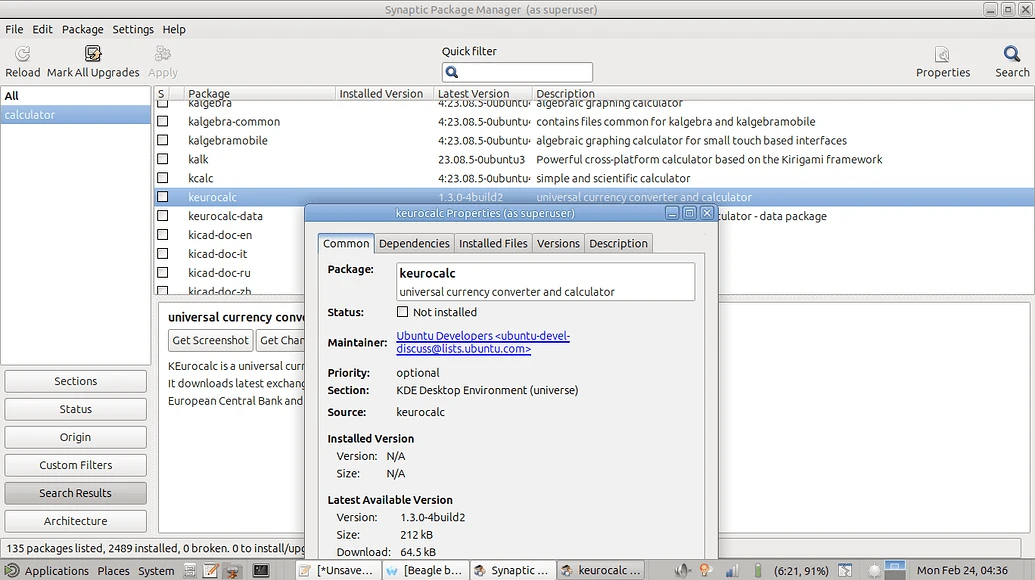 Synaptic Package Manager (as superuser)
File Edit Package Settings Help
Quick filter
Reload Mark All Upgrades Apply Properties Search
All
calculator
S Package Installed Version Latest Version Description
kalgebra 4:23.08.5-0ubuntu algebraic graphing calculator
kalgebra-common 4:23.08.5-0ubuntu contains files common for kalgebra and kalgebramobile
kalgebramobile 4:23.08.5-0ubuntu algebraic graphing calculator for small touch based interfaces
kalk 23.08.5-0ubuntu3 Powerful cross-platform calculator based on the Kirigami framework
kcalc 4:23.08.5-0ubuntu simple and scientific calculator
keurocalc 1.3.0-4build2 universal currency converter and calculator
keurocalc-data culator - data package
kicad-doc-en
kicad-doc-it
kicad-doc-ru
kicad-doc-zh
universal currency conve
Get Screenshot Get Chan
KEurocalc is a universal curr
It downloads latest exchang
European Central Bank and
Sections
Status
Origin
Custom Filters
Search Results
Architecture
keurocalc Properties (as superuser)
Common Dependencies Installed Files Versions Description
Package: keurocalc
universal currency converter and calculator
Status: Not installed
Maintainer: Ubuntu Developers <ubuntu-devel-
discuss@lists.ubuntu.com>
Priority: optional
Section: KDE Desktop Environment (universe)
Source: keurocalc
Installed Version
Version: N/A
Size: N/A
Latest Available Version
Version: 1.3.0-4build2
Size: 212 kB
Download: 64.5 kB
135 packages listed, 2489 installed, 0 broken. 0 to install/upg
Applications Places System [*Unsave... [Beagle b... Synaptic ... keurocalc ... (6:21, 91%) Mon Feb 24, 04:36